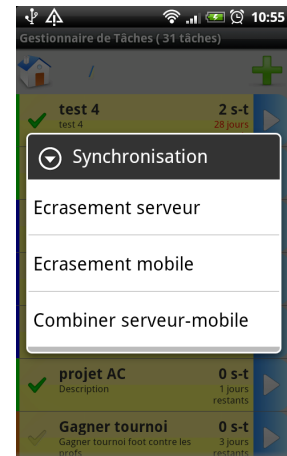 10:55
Gestionnaire de Tâches ( 31 tâches)
/
test 4 2 s-t
test 4 28 jours
Synchronisation
Ecrasement serveur
Ecrasement mobile
Combiner serveur-mobile
projet AC 0 s-t
Description 1 jours
restants
Gagner tournoi 0 s-t
Gagner tournoi foot contre les 3 jours
profs restants